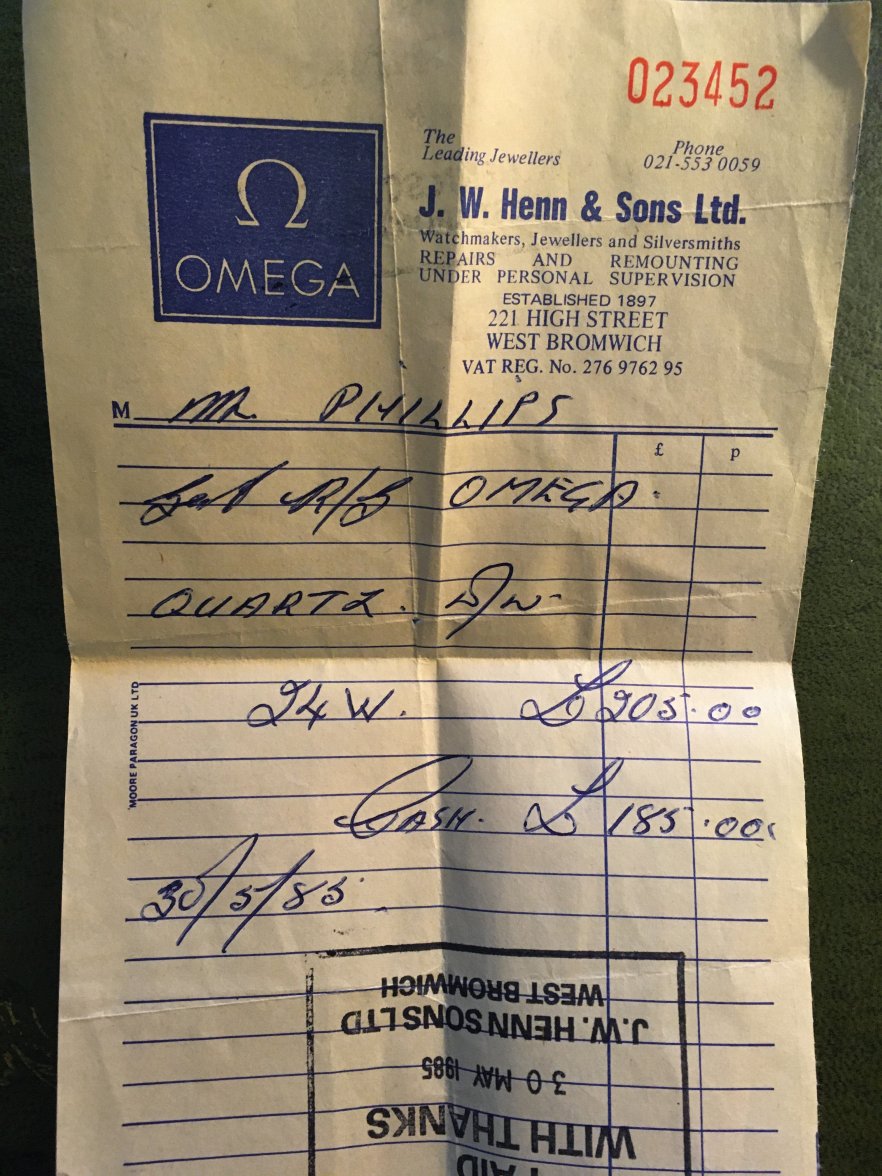 023452
Ω
OMEGA
The
Leading Jewellers
Phone
021-553 0059
J. W. Henn & Sons Ltd.
Watchmakers, Jewellers and Silversmiths
REPAIRS AND REMOUNTING
UNDER PERSONAL SUPERVISION
ESTABLISHED 1897
221 HIGH STREET
WEST BROMWICH
VAT REG. No. 276 9762 95
M Mr. PHILLIPS
£ p
Gent R/G OMEGA.
QUARTZ. W/W.
24 W. £205.00
CASH. £185.00
30/5/85.
MOORE PARAGON UK LTD
PAID
WITH THANKS
30 MAY 1985
J.W. HENN SONS LTD
WEST BROMWICH